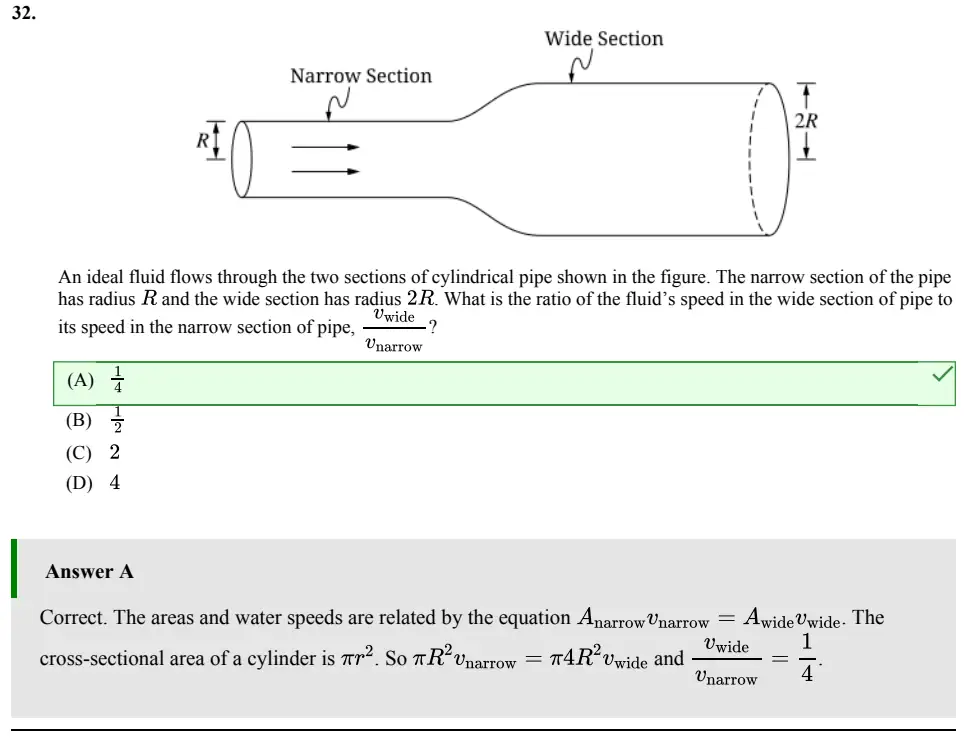 32.
Wide Section
Narrow Section
R
2R
An ideal fluid flows through the two sections of cylindrical pipe shown in the figure. The narrow section of the pipe
has radius R and the wide section has radius 2R. What is the ratio of the fluid's speed in the wide section of pipe to
its speed in the narrow section of pipe, v_wide/v_narrow?
(A) 1/4
(B) 1/2
(C) 2
(D) 4
Answer A
Correct. The areas and water speeds are related by the equation A_narrow v_narrow = A_wide v_wide. The
cross-sectional area of a cylinder is πr². So πR² v_narrow = π4R² v_wide and v_wide/v_narrow = 1/4.